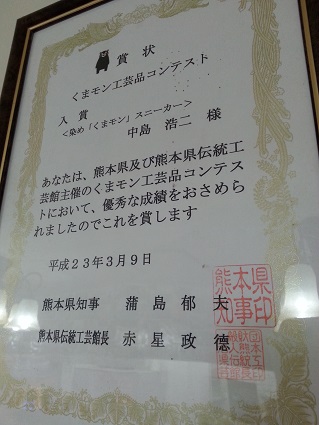 賞状
くまモン工芸品コンテスト
入賞
<染め「くまモン」スニーカー>
中島 浩二 様
あなたは、熊本県及び熊本県伝統工
芸館主催のくまモン工芸品コンテス
トにおいて、優秀な成績をおさめら
れましたのでこれを賞します
平成23年3月9日
熊本県知事 蒲島郁夫
熊本県伝統工芸館長 赤星政德
熊本県
知事印